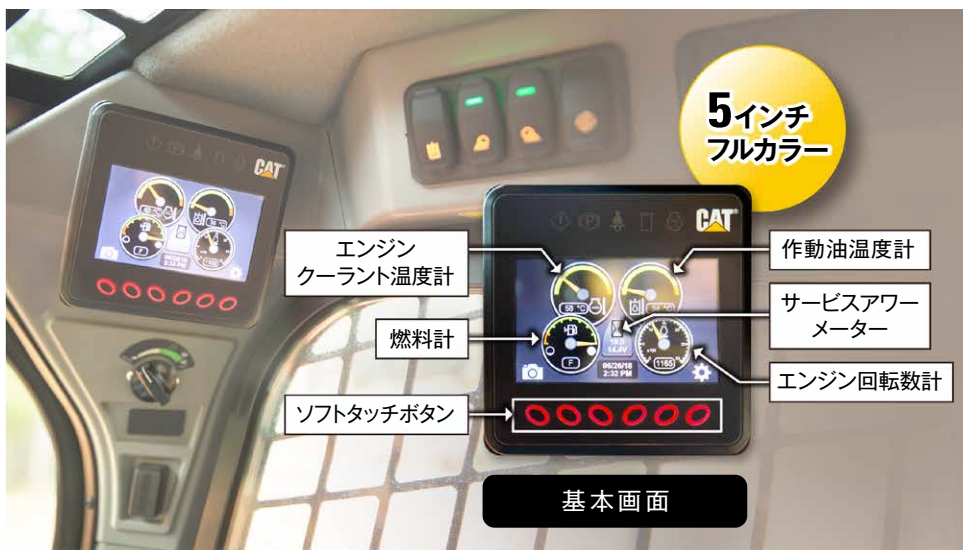 5インチ
フルカラー
CAT
CAT
エンジン
クーラント温度計
作動油温度計
サービスアワー
メーター
燃料計
エンジン回転数計
ソフトタッチボタン
58 °C
F
19.0
14.4V
1165
06/26/18
2:32 PM
基本画面